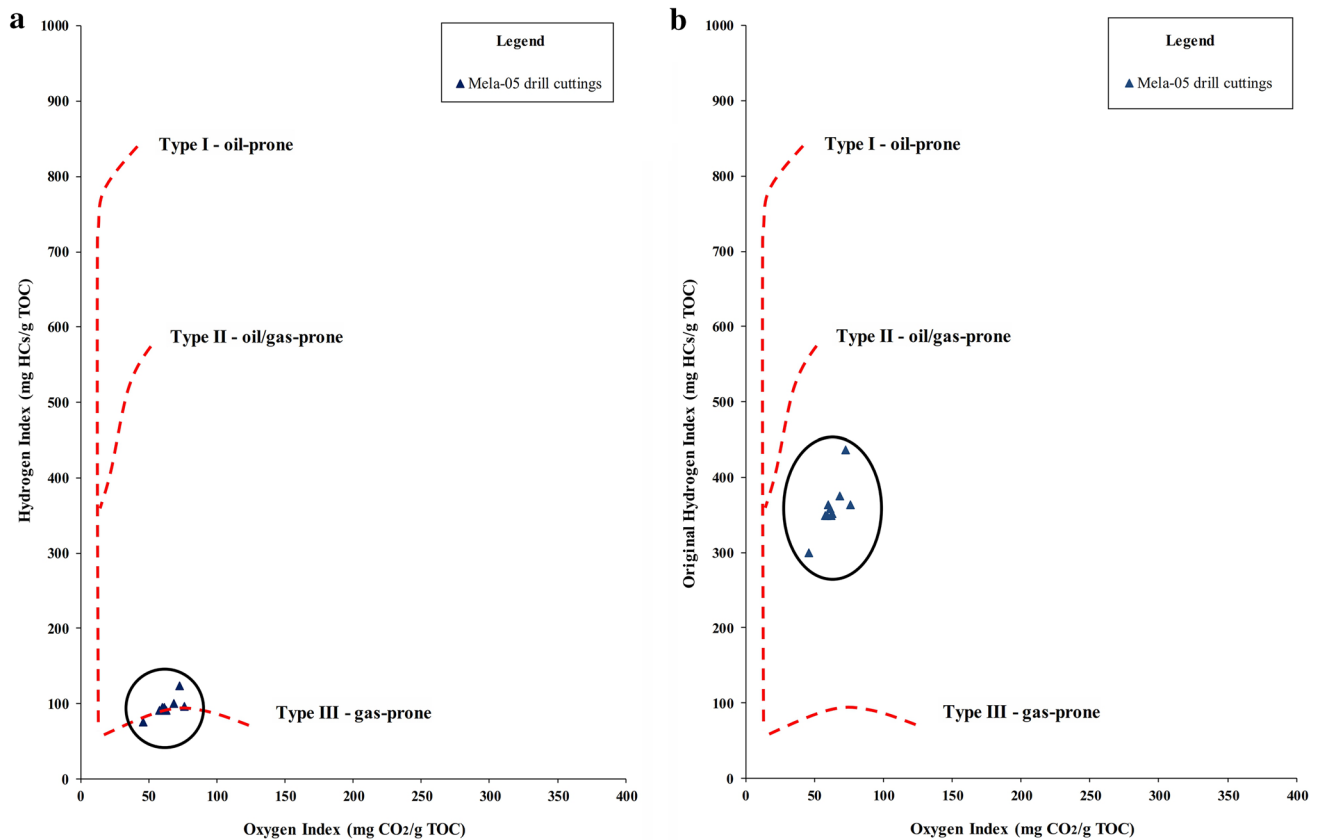 a
Hydrogen Index (mg HCs/g TOC)
1000
900
800
700
600
500
400
300
200
100
0
Legend
Mela-05 drill cuttings
Type I - oil-prone
Type II - oil/gas-prone
Type III - gas-prone
0
50
100
150
200
250
300
350
400
Oxygen Index (mg CO2/g TOC)
b
Original Hydrogen Index (mg HCs/g TOC)
1000
900
800
700
600
500
400
300
200
100
0
Legend
Mela-05 drill cuttings
Type I - oil-prone
Type II - oil/gas-prone
Type III - gas-prone
0
50
100
150
200
250
300
350
400
Oxygen Index (mg CO2/g TOC)